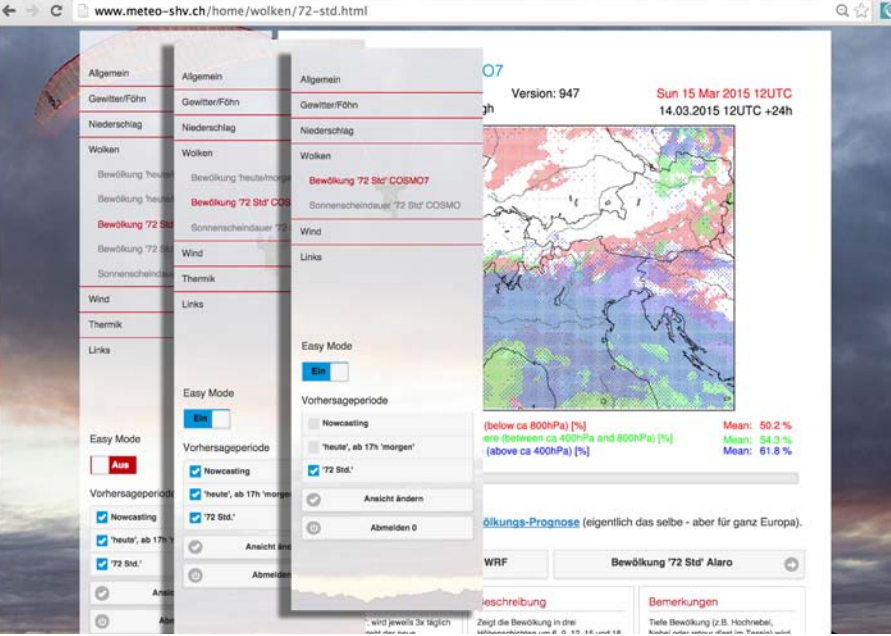 www.meteo-shv.ch/home/wolken/72-std.html
Allgemein
Gewitter/Föhn
Niederschlag
Wolken
Bewölkung 'heute
Bewölkung 'heute
Bewölkung '72 Std
Bewölkung '72 St
Sonnenscheindau
Wind
Thermik
Links
Easy Mode
Aus
Vorhersageperiode
Nowcasting
'heute', ab 17h
'72 Std.'
Allgemein
Gewitter/Föhn
Niederschlag
Wolken
Bewölkung 'heute/morge
Bewölkung '72 Std' COS
Sonnenscheindauer '72
Wind
Thermik
Links
Easy Mode
Ein
Vorhersageperiode
Nowcasting
'heute', ab 17h 'morgen
'72 Std.'
Ansicht änd
Abmelden
Allgemein
Gewitter/Föhn
Niederschlag
Wolken
Bewölkung '72 Std' COSMO7
Sonnenscheindauer '72 Std' COSMO
Wind
Links
Easy Mode
Ein
Vorhersageperiode
Nowcasting
'heute', ab 17h 'morgen'
'72 Std.'
Ansicht ändern
Abmelden 0
O7
Version: 947 Sun 15 Mar 2015 12UTC
gh 14.03.2015 12UTC +24h
(below ca 800hPa) [%] Mean: 50.2 %
ere (between ca 400hPa and 800hPa) [%] Mean: 54.3 %
(above ca 400hPa) [%] Mean: 61.8 %
ölkungs-Prognose (eigentlich das selbe - aber für ganz Europa).
WRF Bewölkung '72 Std' Alaro
eschreibung Bemerkungen
wird jeweils 3x täglich Zeigt die Bewölkung in drei Tiefe Bewölkung (z.B. Hochnebel,